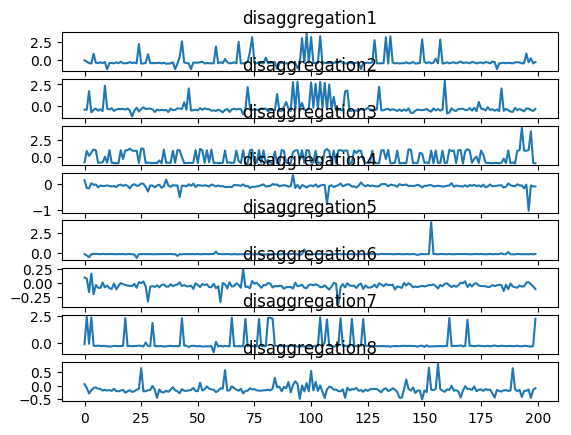 disaggregation1
2.5
0.0
disaggregation2
2.5
0.0
disaggregation3
2.5
0.0
disaggregation4
0
−1
disaggregation5
2.5
0.0
disaggregation6
0.25
0.00
−0.25
disaggregation7
2.5
0.0
disaggregation8
0.5
0.0
−0.5
0 25 50 75 100 125 150 175 200